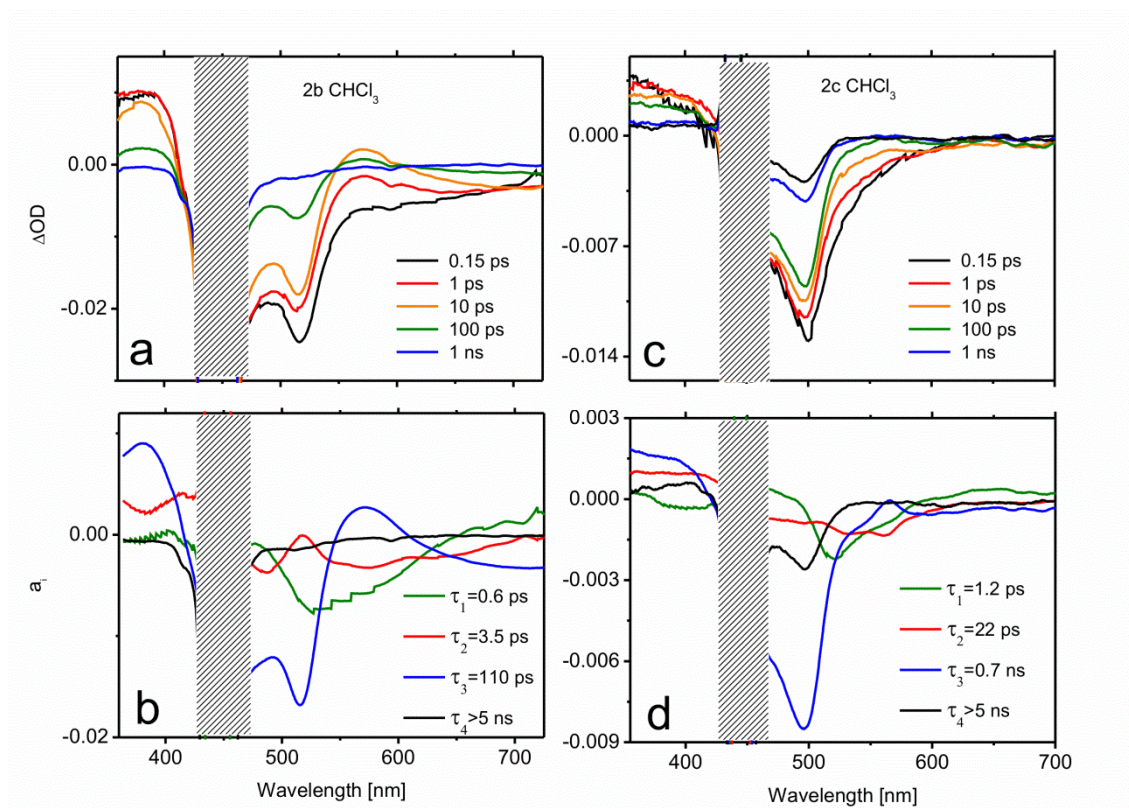 2b CHCl₃
0.00
-0.02
ΔOD
0.15 ps
1 ps
10 ps
100 ps
1 ns
a
2c CHCl₃
0.000
-0.007
-0.014
0.15 ps
1 ps
10 ps
100 ps
1 ns
c
0.00
-0.02
aᵢ
τ₁=0.6 ps
τ₂=3.5 ps
τ₃=110 ps
τ₄>5 ns
b
400 500 600 700
Wavelength [nm]
0.003
0.000
-0.003
-0.006
-0.009
τ₁=1.2 ps
τ₂=22 ps
τ₃=0.7 ns
τ₄>5 ns
d
400 500 600 700
Wavelength [nm]